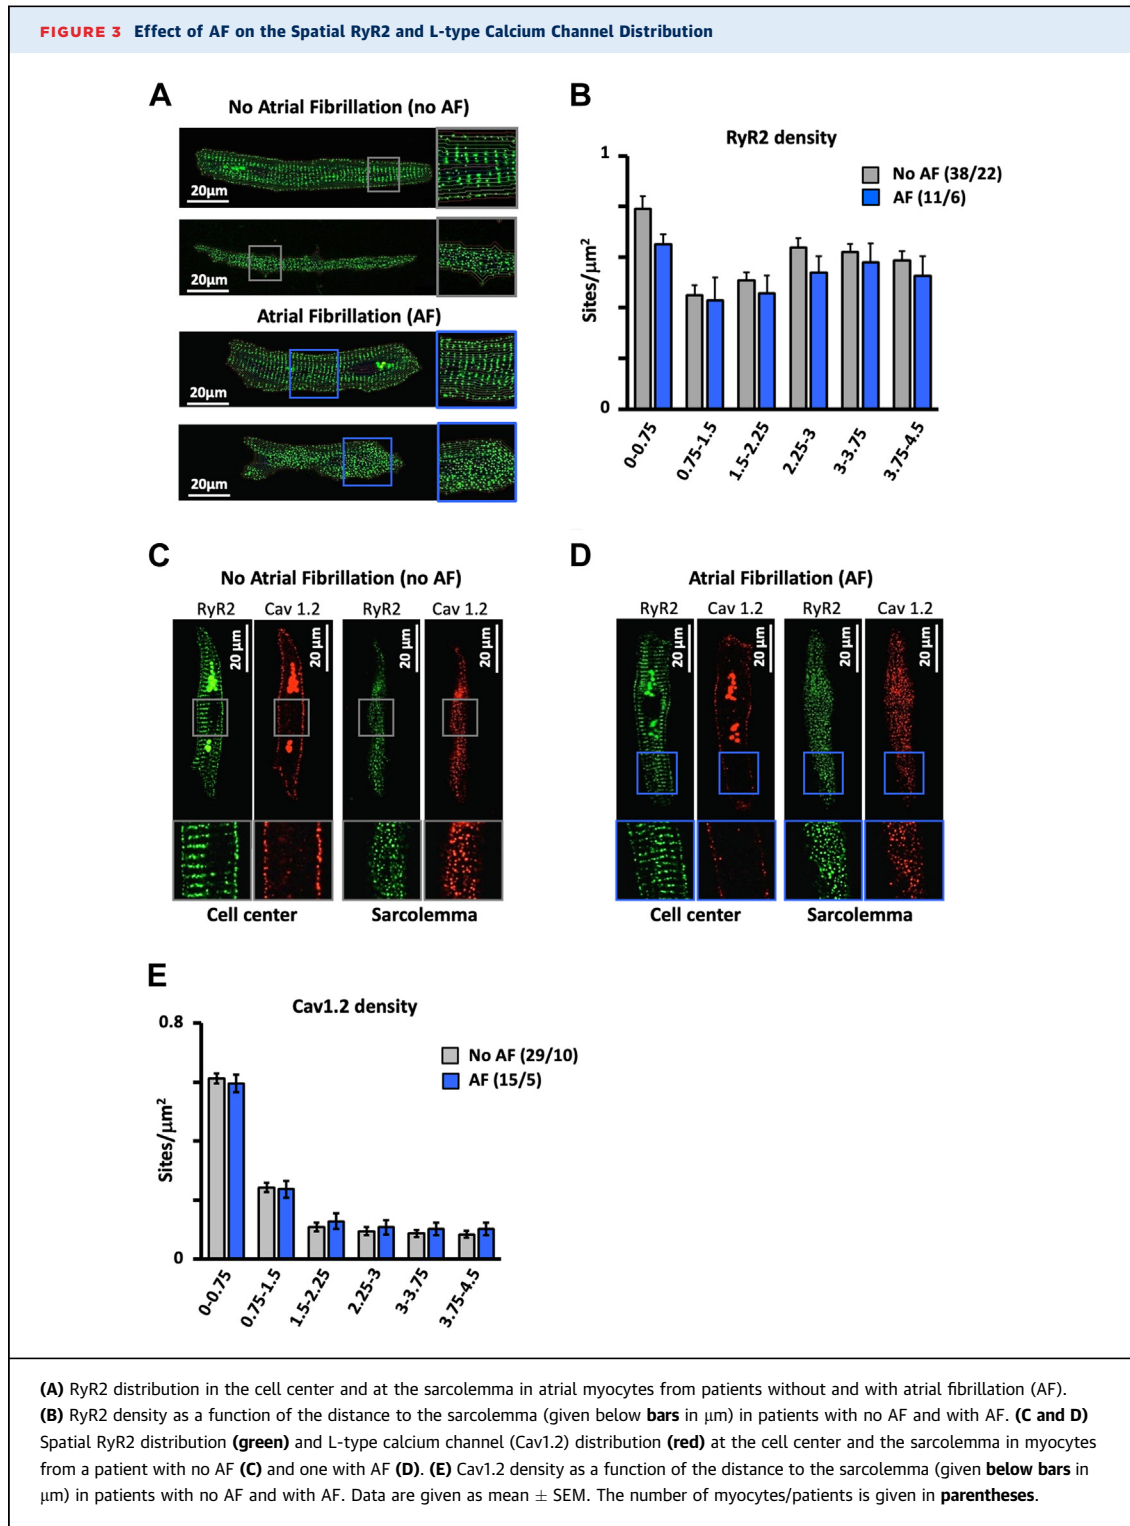 FIGURE 3 Effect of AF on the Spatial RyR2 and L-type Calcium Channel Distribution
A
No Atrial Fibrillation (no AF)
20μm
20μm
Atrial Fibrillation (AF)
20μm
20μm
B
RyR2 density
1
No AF (38/22)
AF (11/6)
Sites/μm²
0
0-0.75
0.75-1.5
1.5-2.25
2.25-3
3-3.75
3.75-4.5
C
No Atrial Fibrillation (no AF)
RyR2 Cav 1.2 RyR2 Cav 1.2
20 μm 20 μm 20 μm 20 μm
Cell center Sarcolemma
D
Atrial Fibrillation (AF)
RyR2 Cav 1.2 RyR2 Cav 1.2
20 μm 20 μm 20 μm 20 μm
Cell center Sarcolemma
E
Cav1.2 density
0.8
No AF (29/10)
AF (15/5)
Sites/μm²
0
0-0.75
0.75-1.5
1.5-2.25
2.25-3
3-3.75
3.75-4.5
(A) RyR2 distribution in the cell center and at the sarcolemma in atrial myocytes from patients without and with atrial fibrillation (AF).
(B) RyR2 density as a function of the distance to the sarcolemma (given below bars in μm) in patients with no AF and with AF. (C and D)
Spatial RyR2 distribution (green) and L-type calcium channel (Cav1.2) distribution (red) at the cell center and the sarcolemma in myocytes
from a patient with no AF (C) and one with AF (D). (E) Cav1.2 density as a function of the distance to the sarcolemma (given below bars in
μm) in patients with no AF and with AF. Data are given as mean ± SEM. The number of myocytes/patients is given in parentheses.